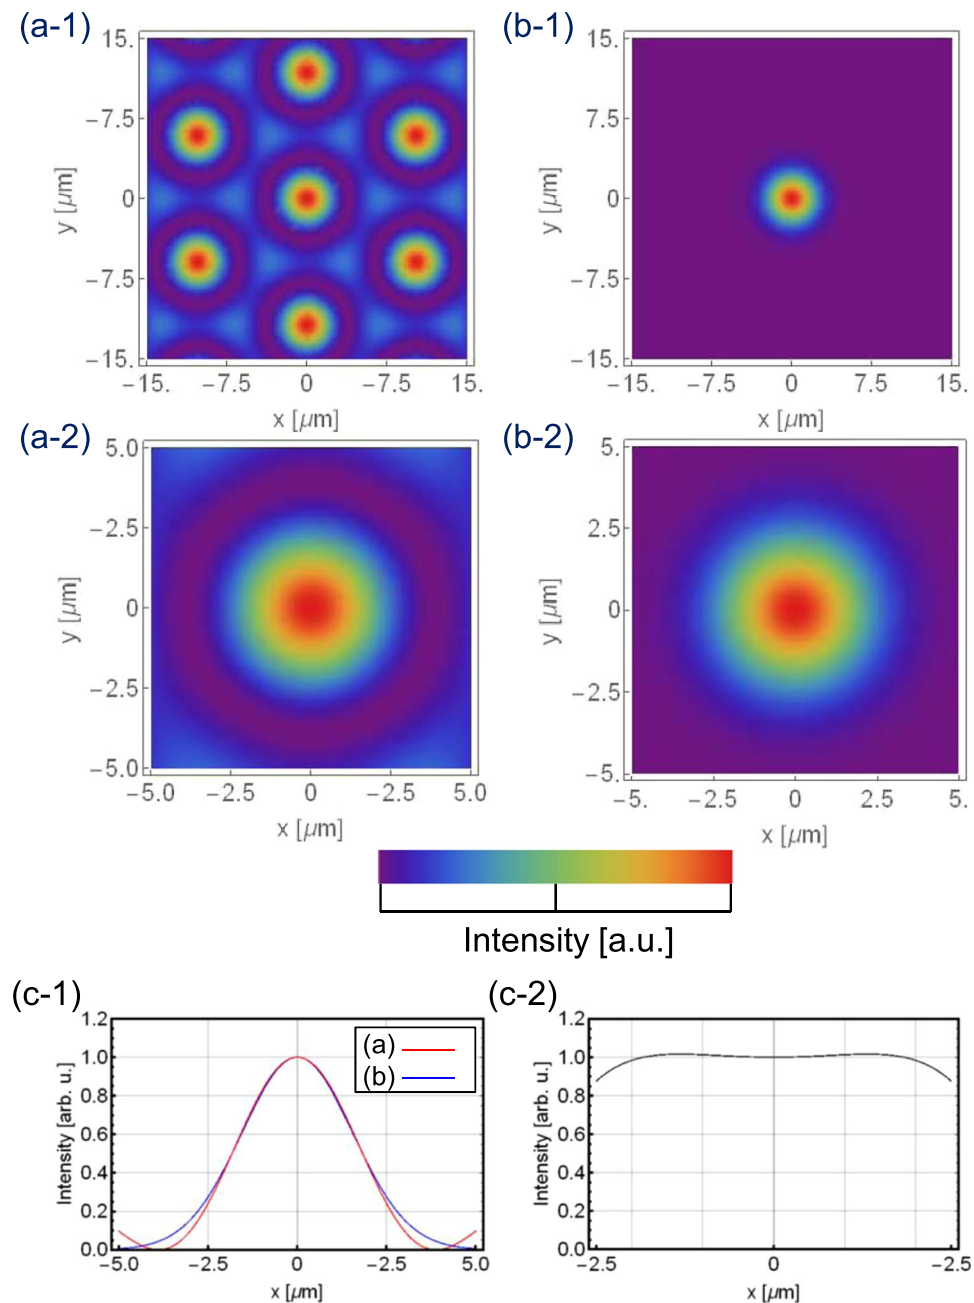 (a-1)
15.
−7.5
0
−7.5
−15.
y [μm]
−15.
−7.5
0
−7.5
15.
x [μm]
(b-1)
15.
7.5
0
−7.5
−15.
y [μm]
−15.
−7.5
0
7.5
15.
x [μm]
(a-2)
5.0
−2.5
0
−2.5
−5.0
y [μm]
−5.0
−2.5
0
−2.5
5.0
x [μm]
(b-2)
5.
2.5
0
−2.5
−5.
y [μm]
−5.
−2.5
0
2.5
5.
x [μm]
Intensity [a.u.]
(c-1)
1.2
1.0
0.8
0.6
0.4
0.2
0.0
Intensity [arb. u.]
(a)
(b)
−5.0
−2.5
0
−2.5
5.0
x [μm]
(c-2)
1.2
1.0
0.8
0.6
0.4
0.2
0.0
Intensity [arb. u.]
−2.5
0
−2.5
x [μm]